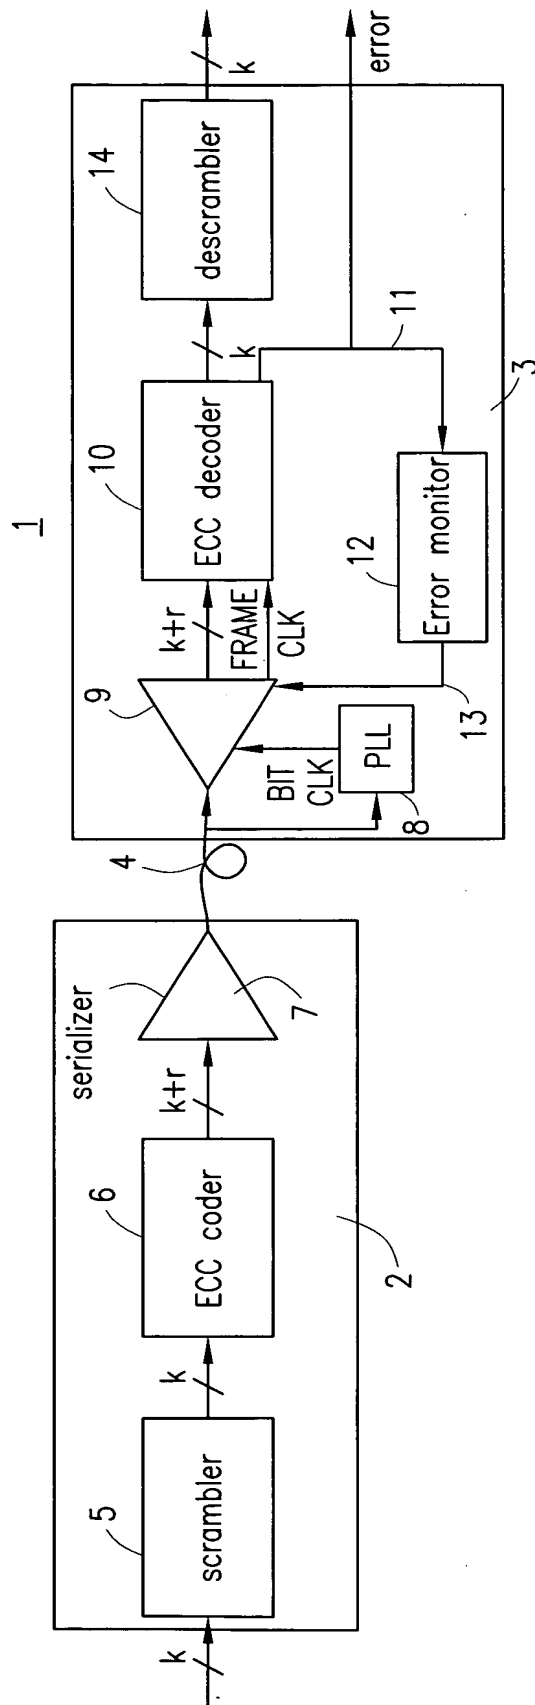 1
k
5
scrambler
k
6
ECC coder
k+r
serializer
7
2
4
9
k+r
FRAME
CLK
BIT
CLK
PLL
8
10
ECC decoder
k
14
descrambler
k
error
11
12
Error monitor
13
3